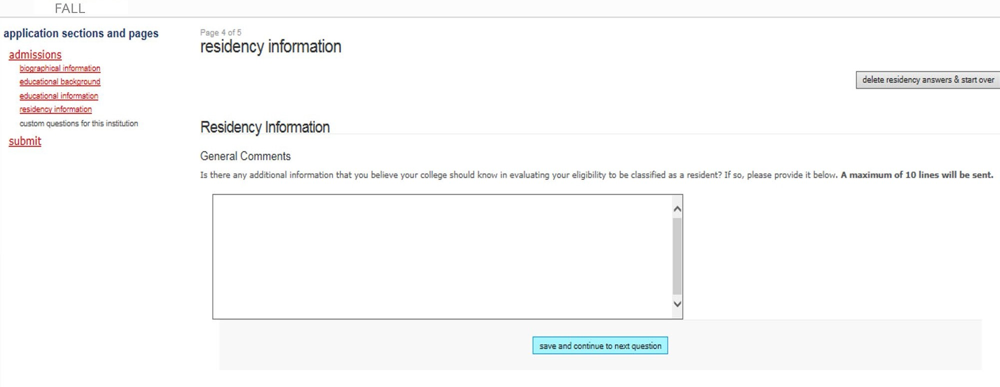 FALL
application sections and pages
admissions
biographical information
educational background
educational information
residency information
custom questions for this institution
submit
Page 4 of 5
residency information
delete residency answers & start over
Residency Information
General Comments
Is there any additional information that you believe your college should know in evaluating your eligibility to be classified as a resident? If so, please provide it below. A maximum of 10 lines will be sent.
save and continue to next question